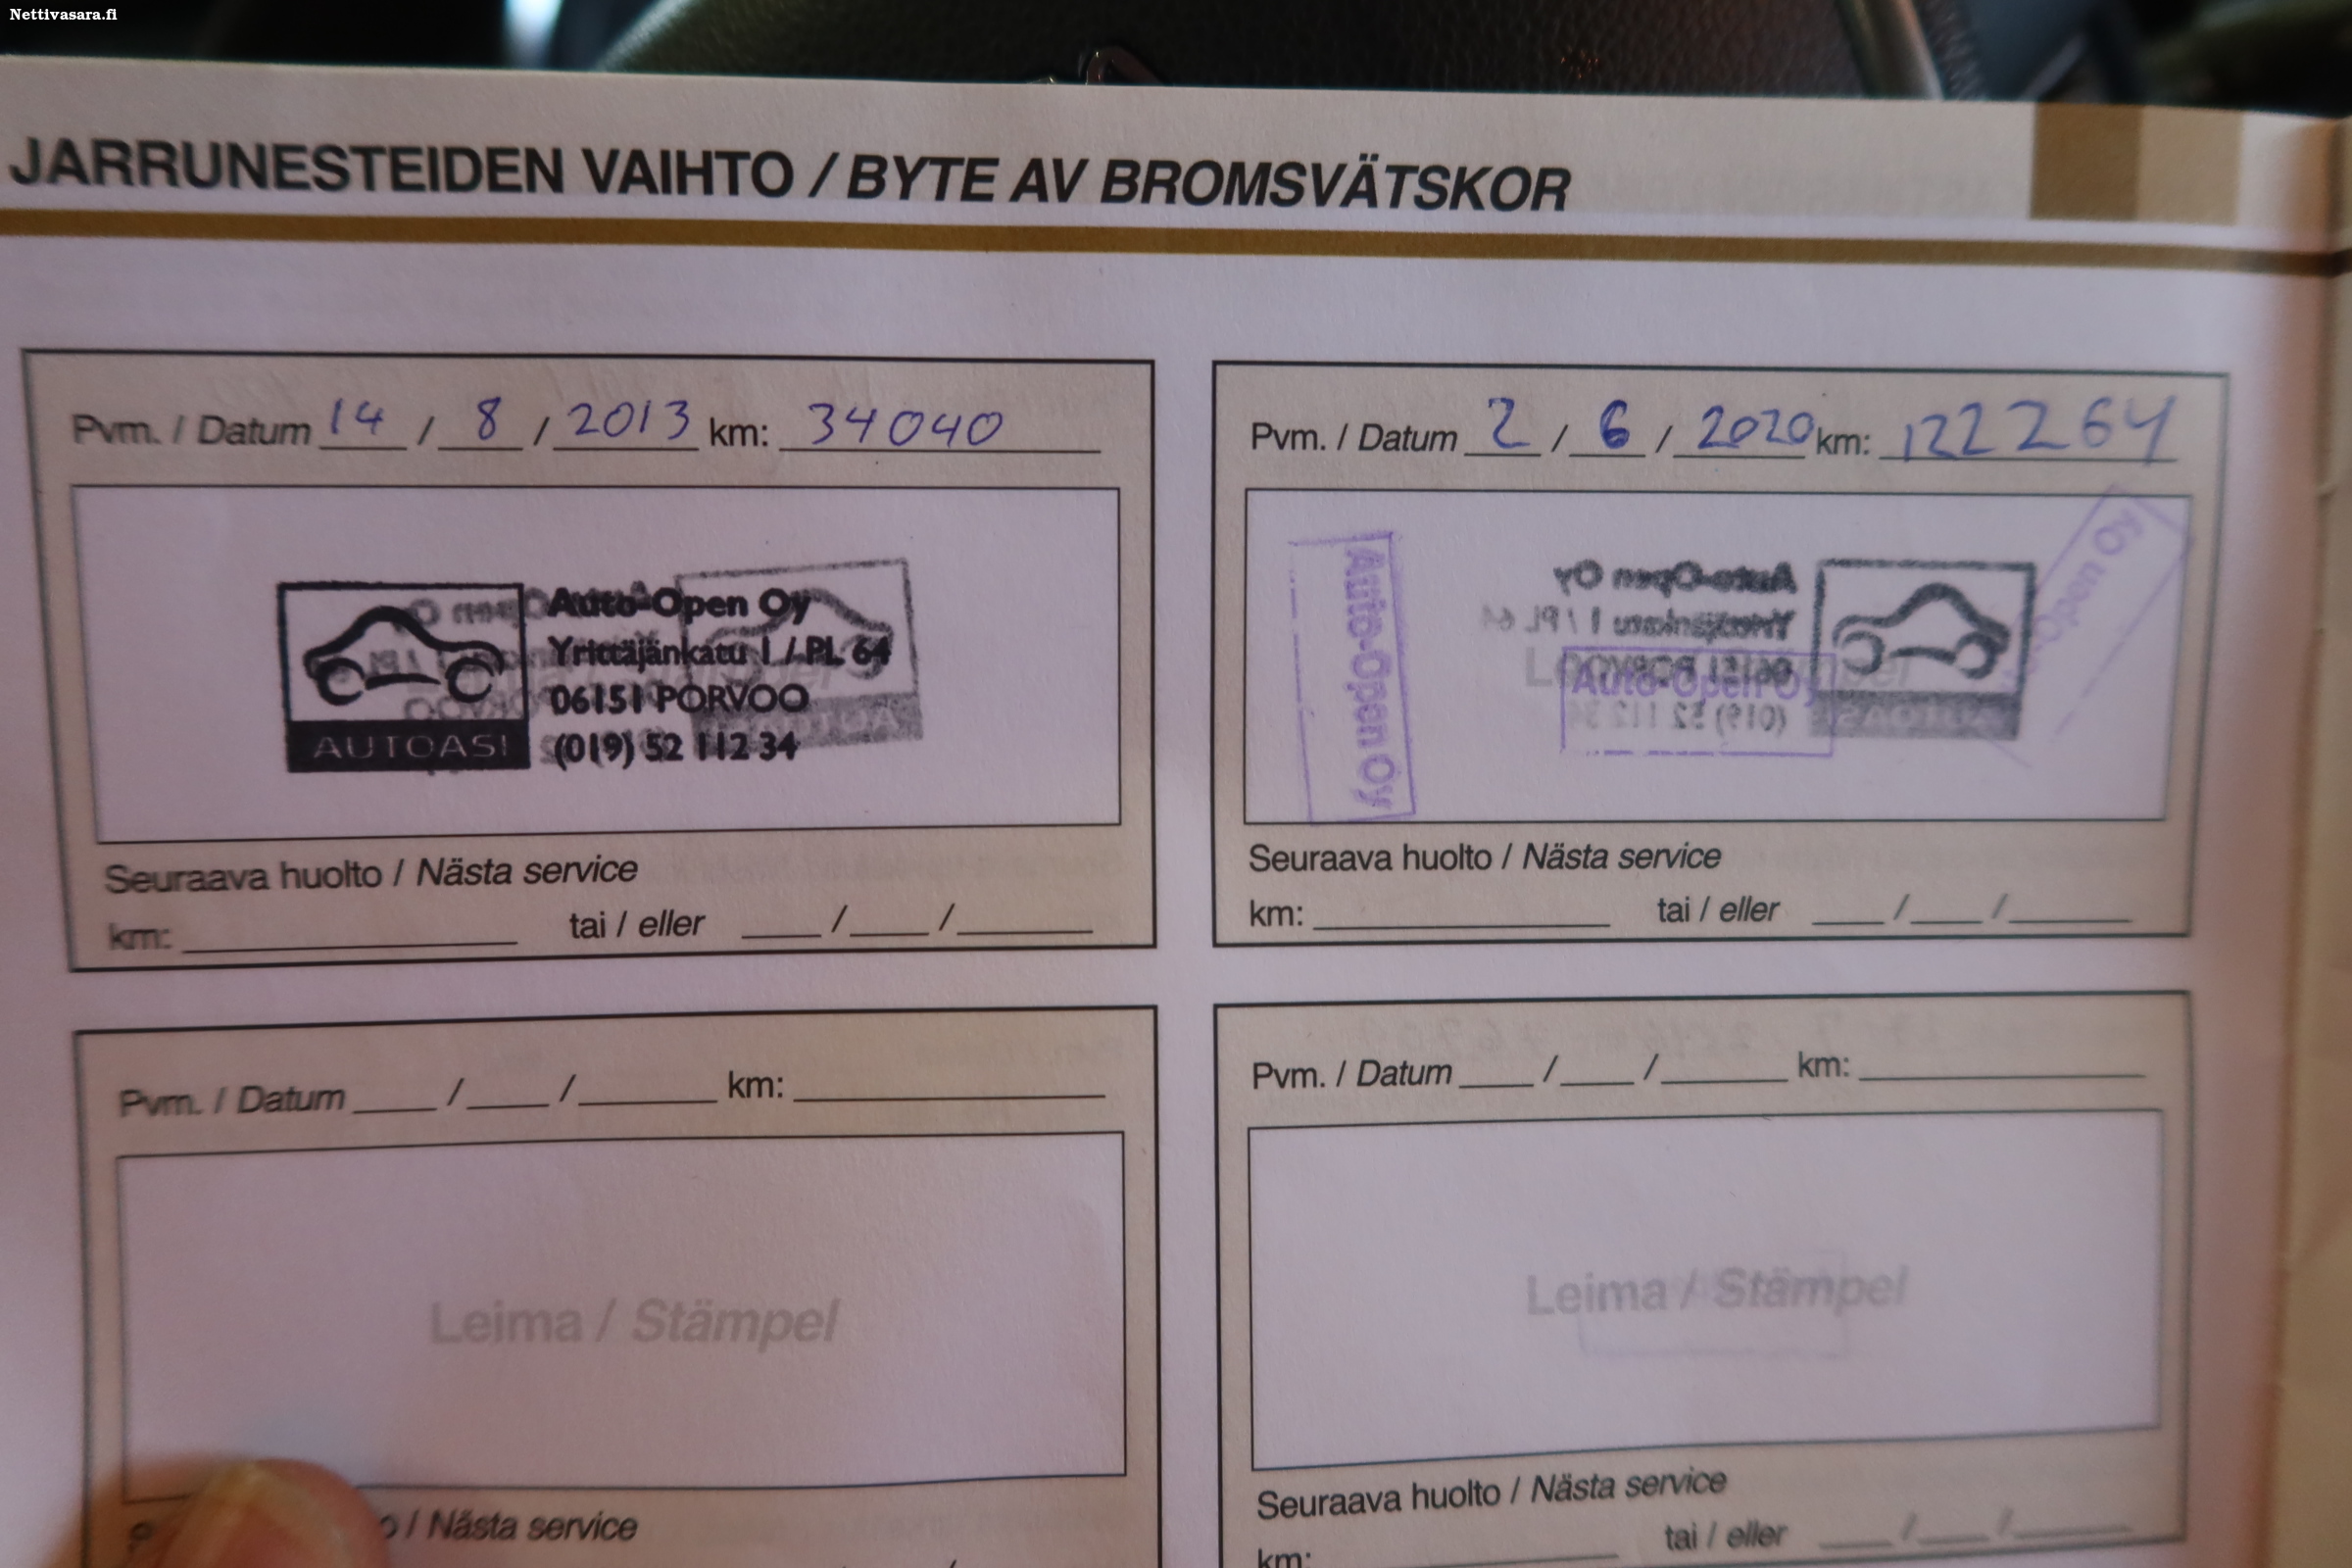 Nettivasara.fi
JARRUNESTEIDEN VAIHTO / BYTE AV BROMSVÄTSKOR
Pvm. / Datum 14 / 8 / 2013 km: 34040
AUTOASI
Auto-Open Oy
Yrittäjänkatu 1 / PL 64
06151 PORVOO
(019) 52 112 34
Seuraava huolto / Nästa service
km: tai / eller / /
Pvm. / Datum 2 / 6 / 2020 km: 122264
Auto-Open Oy
Auto-Open Oy
Seuraava huolto / Nästa service
km: tai / eller / /
Pvm. / Datum / / km:
Leima / Stämpel
/ Nästa service
Pvm. / Datum / / km:
Leima / Stämpel
Seuraava huolto / Nästa service
km: tai / eller / /